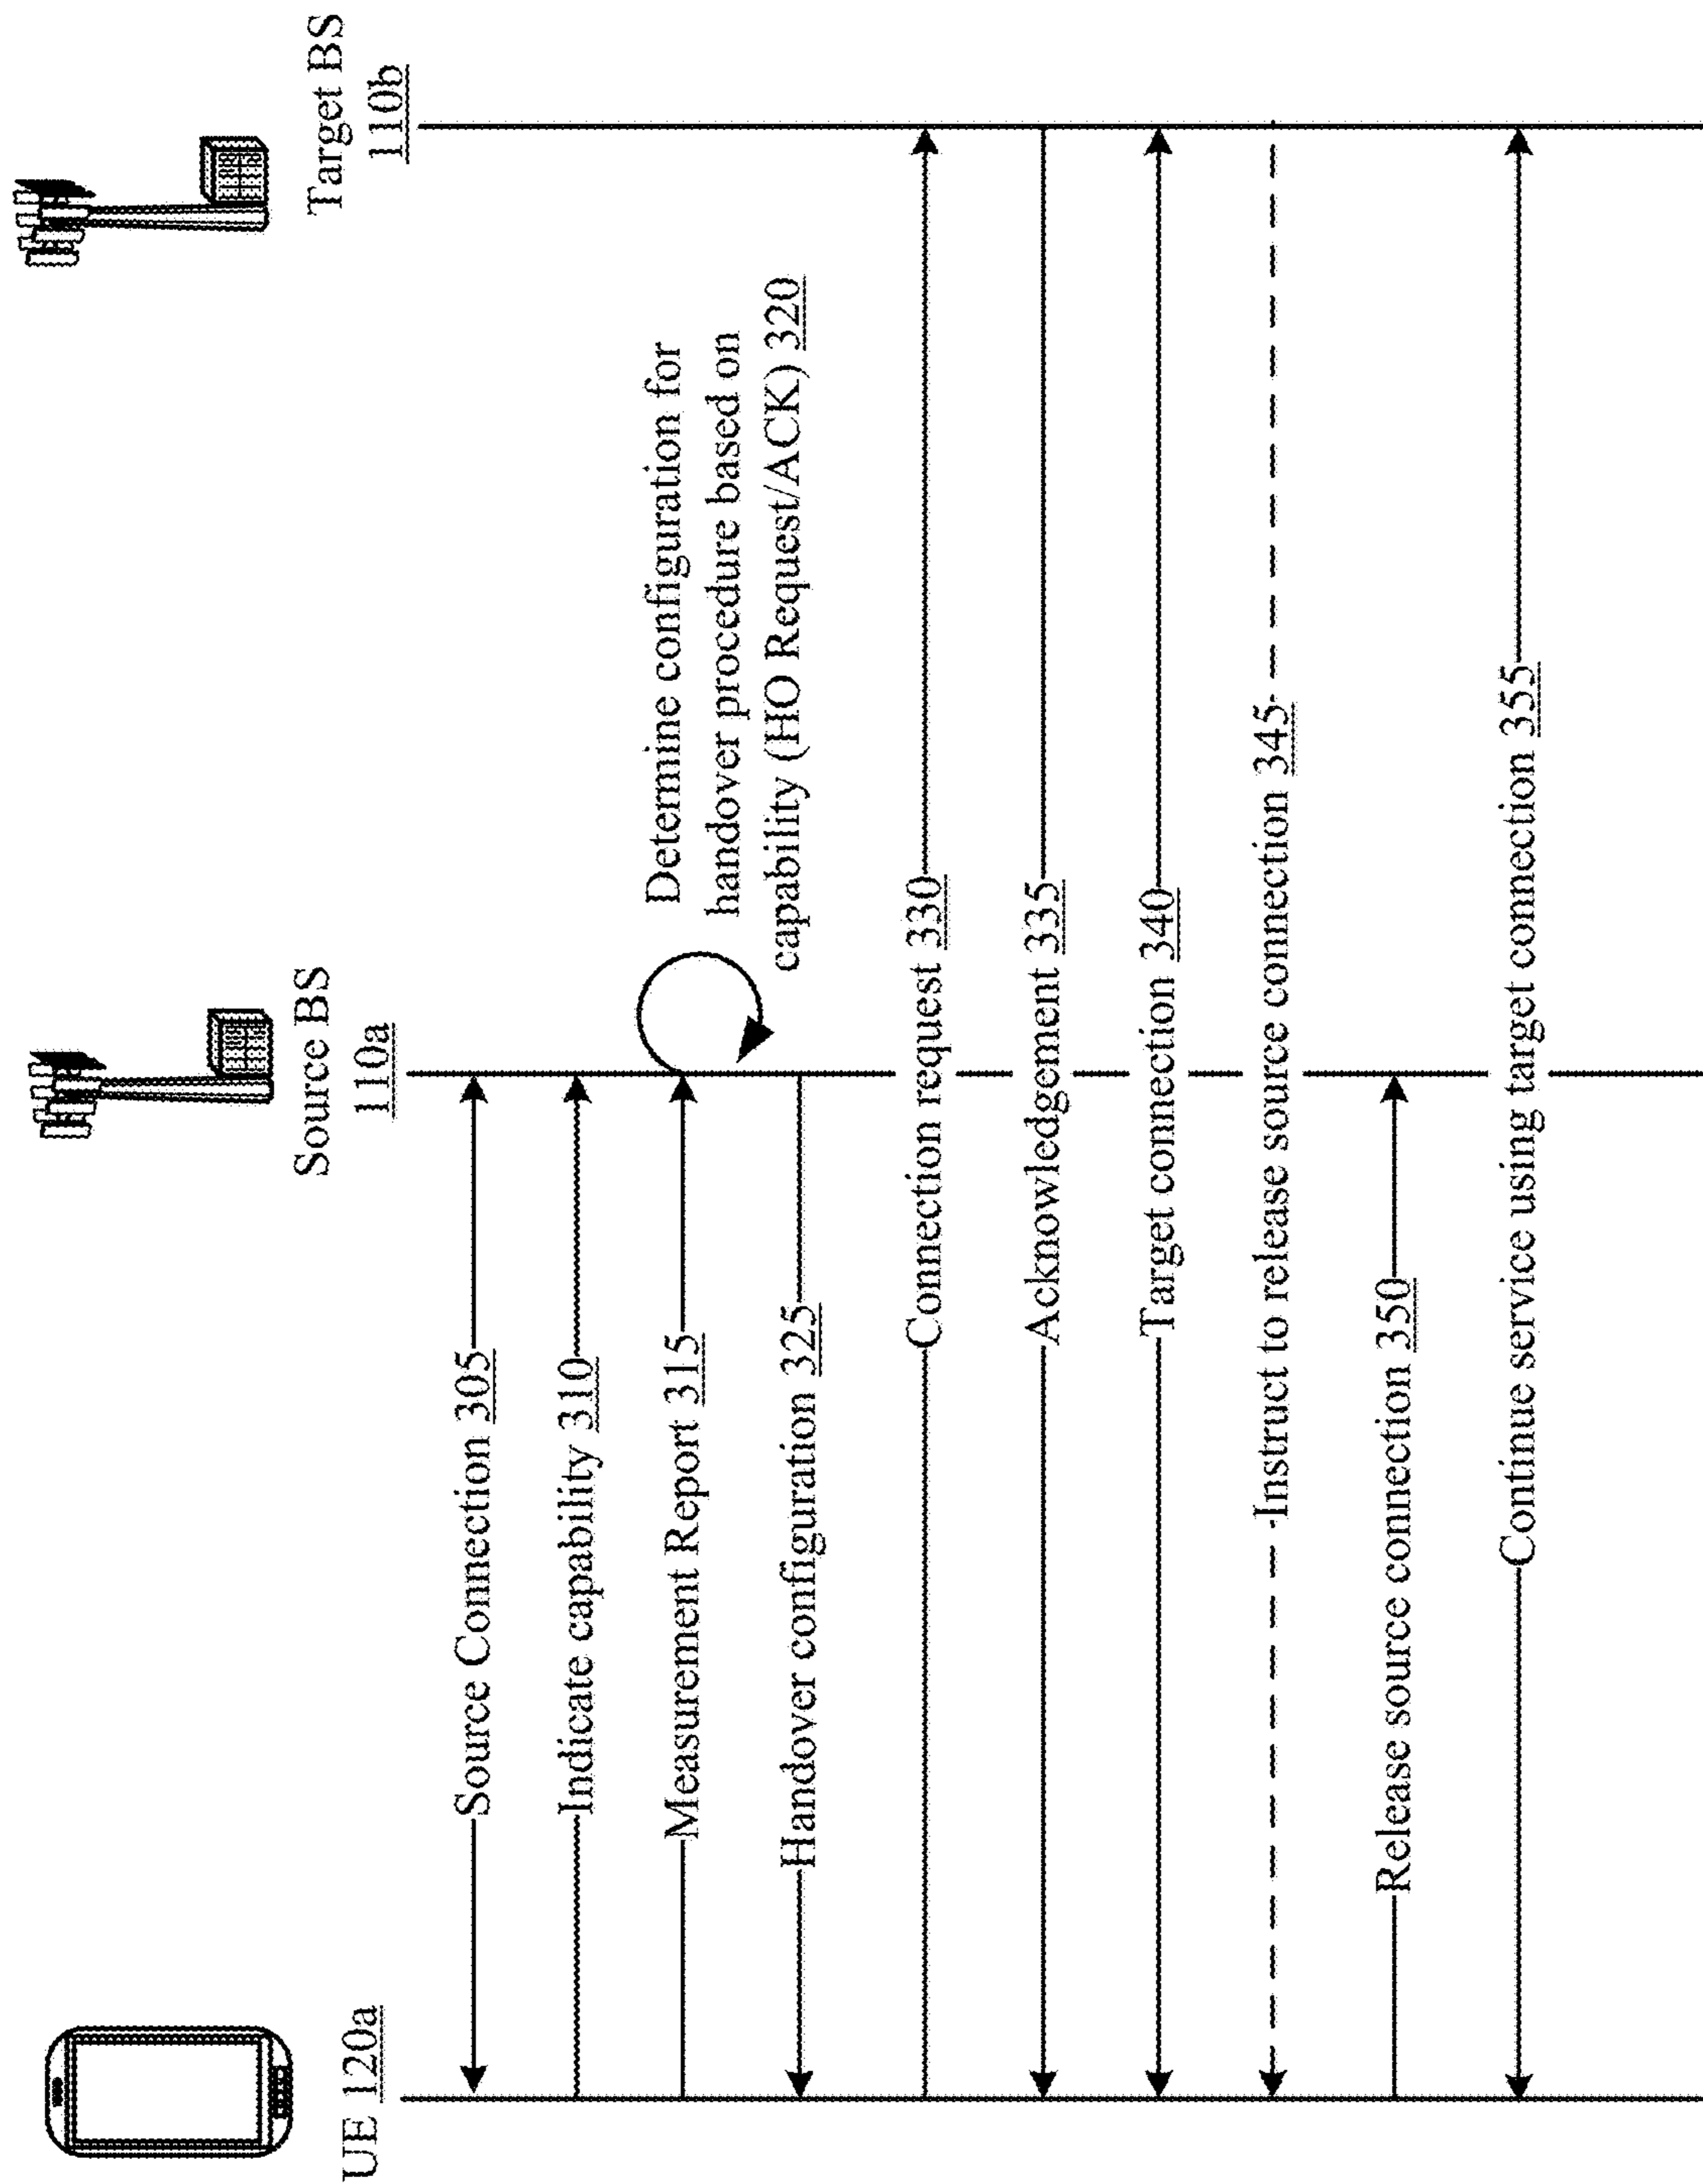 UE 120a
Source BS
110a
Target BS
110b
Source Connection 305
Indicate capability 310
Measurement Report 315
Determine configuration for
handover procedure based on
capability (HO Request/ACK) 320
Handover configuration 325
Connection request 330
Acknowledgement 335
Target connection 340
Instruct to release source connection 345
Release source connection 350
Continue service using target connection 355